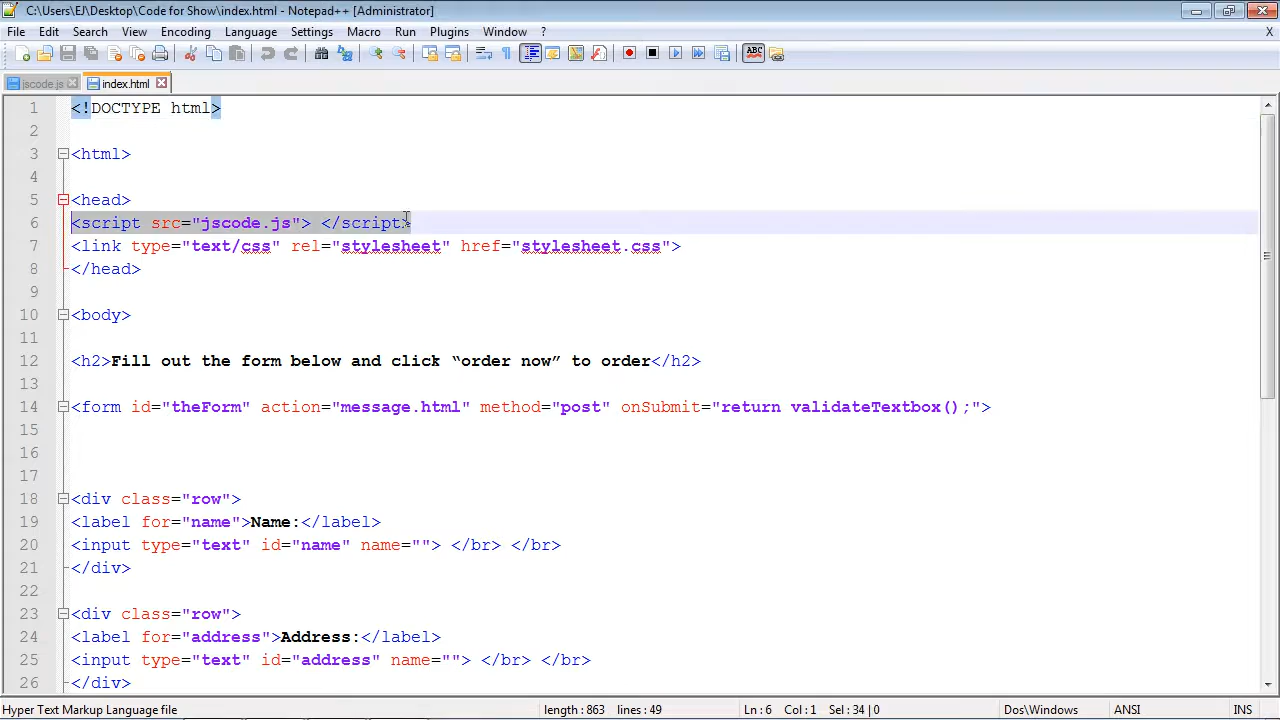 C:\Users\EJ\Desktop\Code for Show\index.html - Notepad++ [Administrator]
File Edit Search View Encoding Language Settings Macro Run Plugins Window ? X
ABC
jscode.js index.html
1 <!DOCTYPE html>
2
3 <html>
4
5 <head>
6 <script src="jscode.js"> </script>
7 <link type="text/css" rel="stylesheet" href="stylesheet.css">
8 </head>
9
10 <body>
11
12 <h2>Fill out the form below and click “order now” to order</h2>
13
14 <form id="theForm" action="message.html" method="post" onSubmit="return validateTextbox();">
15
16
17
18 <div class="row">
19 <label for="name">Name:</label>
20 <input type="text" id="name" name=""> </br> </br>
21 </div>
22
23 <div class="row">
24 <label for="address">Address:</label>
25 <input type="text" id="address" name=""> </br> </br>
26 </div>
Hyper Text Markup Language file length : 863 lines : 49 Ln : 6 Col : 1 Sel : 34 | 0 Dos\Windows ANSI INS